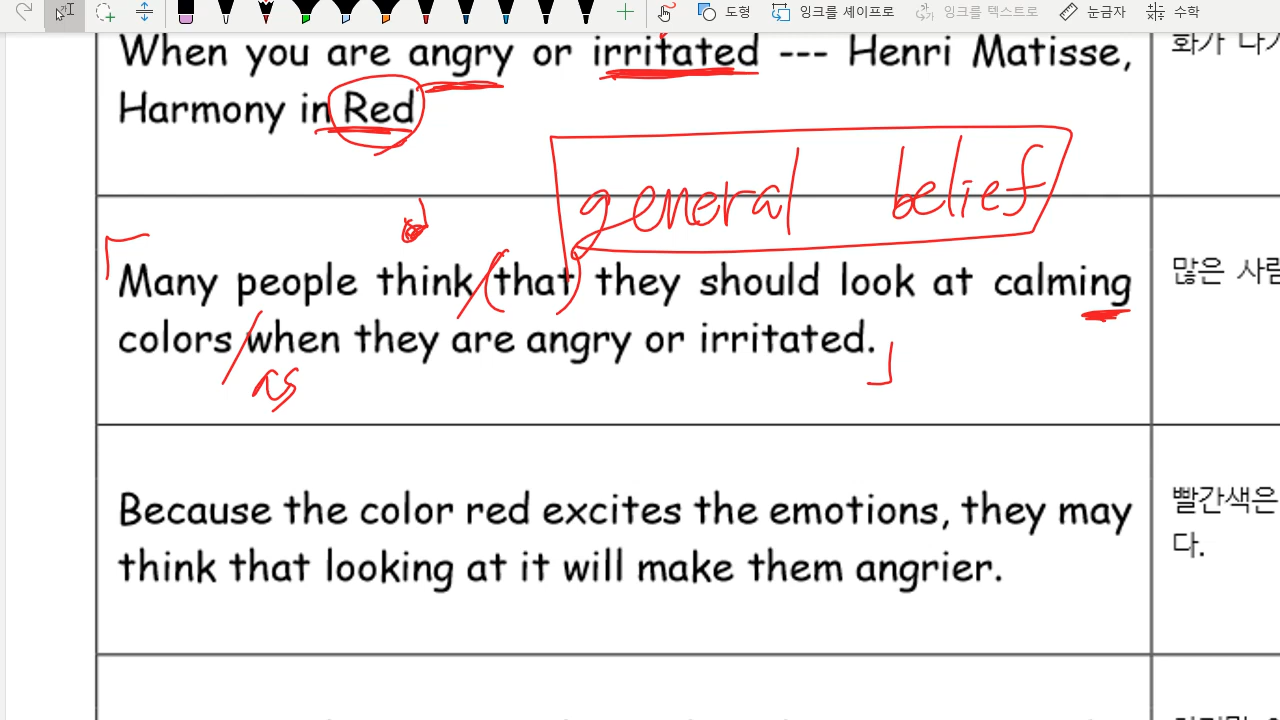 도형 잉크를 셰이프로 잉크를 텍스트로 눈금자 수학
When you are angry or irritated --- Henri Matisse,
Harmony in Red
화가 나
general belief
Many people think that they should look at calming
colors when they are angry or irritated.
as
많은 사람
Because the color red excites the emotions, they may
think that looking at it will make them angrier.
빨간색은
다.